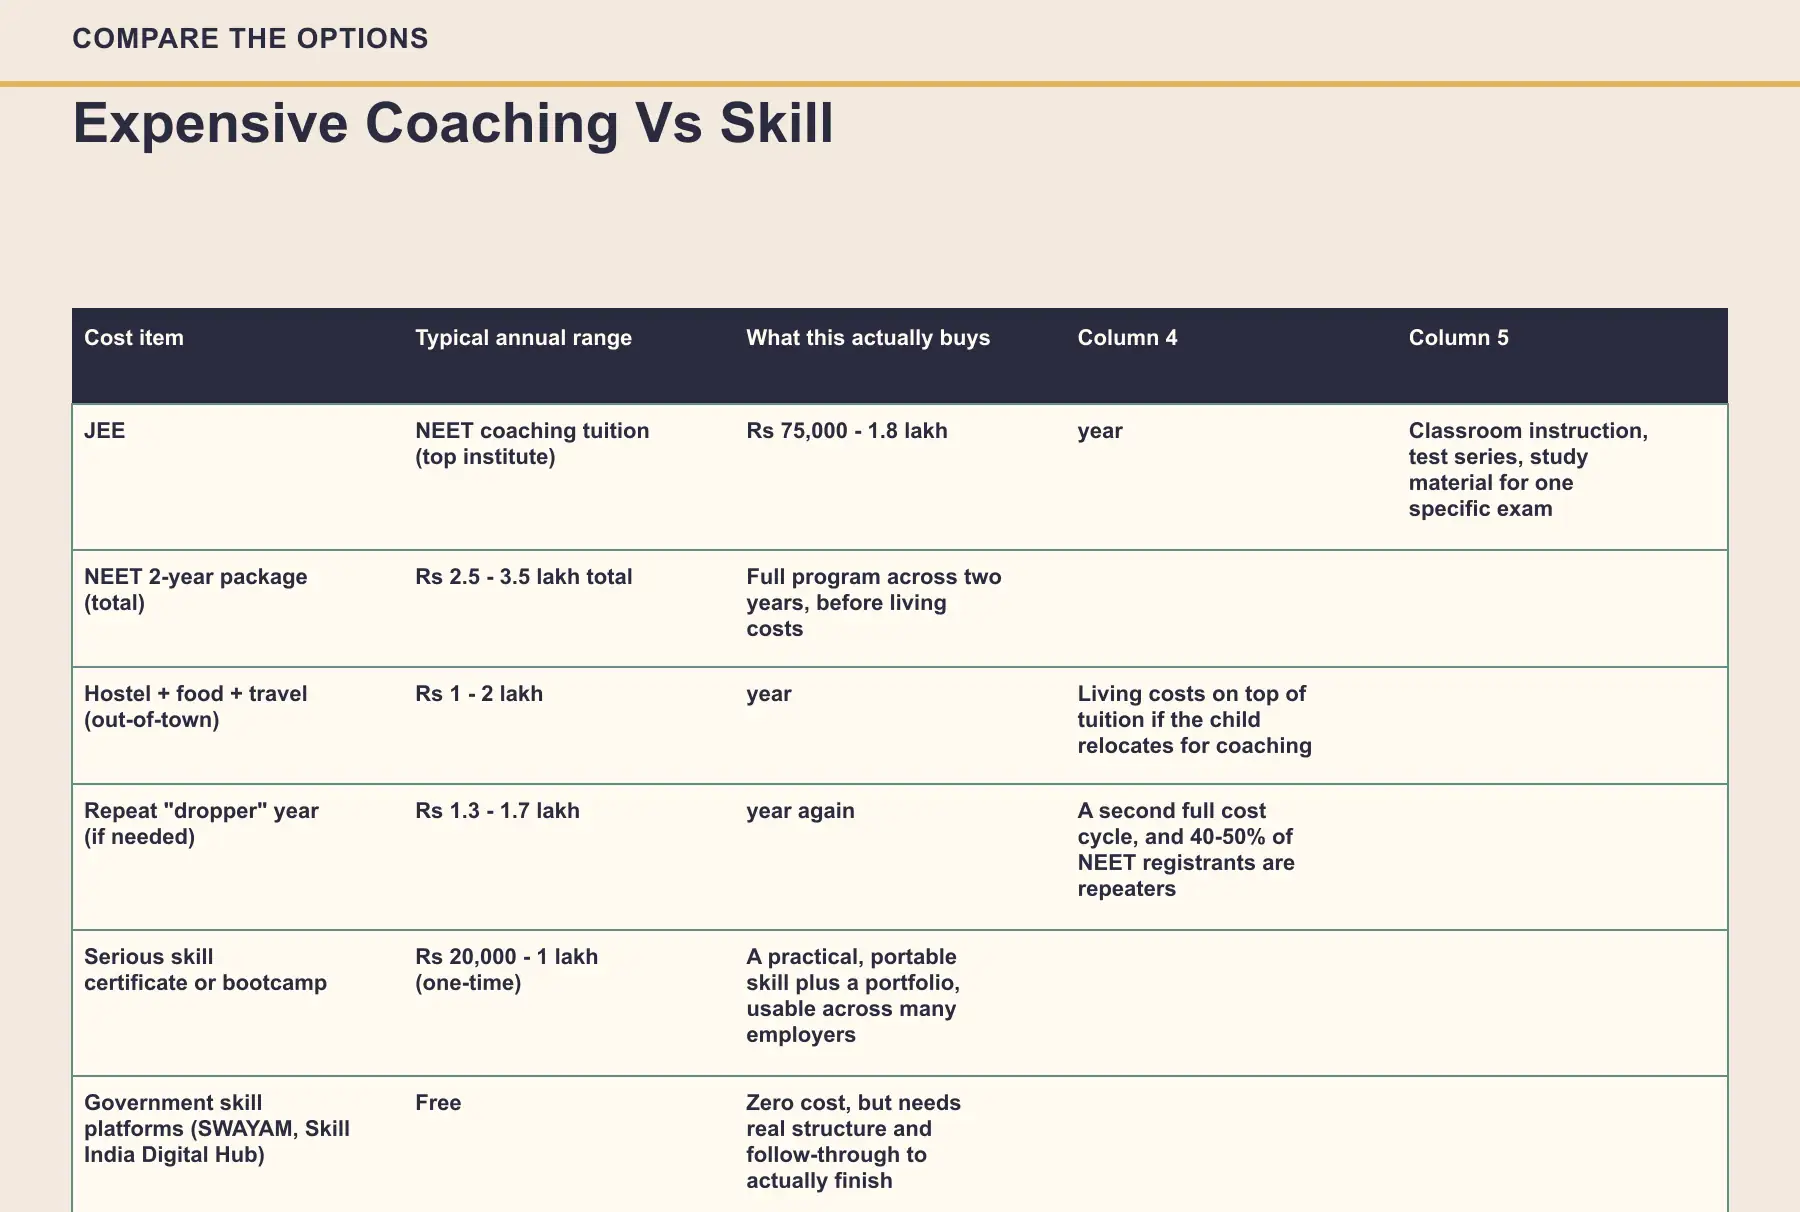 COMPARE THE OPTIONS
Expensive Coaching Vs Skill
Cost item
Typical annual range
What this actually buys
Column 4
Column 5
JEE
NEET coaching tuition
(top institute)
Rs 75,000 - 1.8 lakh
year
Classroom instruction,
test series, study
material for one
specific exam
NEET 2-year package
(total)
Rs 2.5 - 3.5 lakh total
Full program across two
years, before living
costs
Hostel + food + travel
(out-of-town)
Rs 1 - 2 lakh
year
Living costs on top of
tuition if the child
relocates for coaching
Repeat "dropper" year
(if needed)
Rs 1.3 - 1.7 lakh
year again
A second full cost
cycle, and 40-50% of
NEET registrants are
repeaters
Serious skill
certificate or bootcamp
Rs 20,000 - 1 lakh
(one-time)
A practical, portable
skill plus a portfolio,
usable across many
employers
Government skill
platforms (SWAYAM, Skill
India Digital Hub)
Free
Zero cost, but needs
real structure and
follow-through to
actually finish